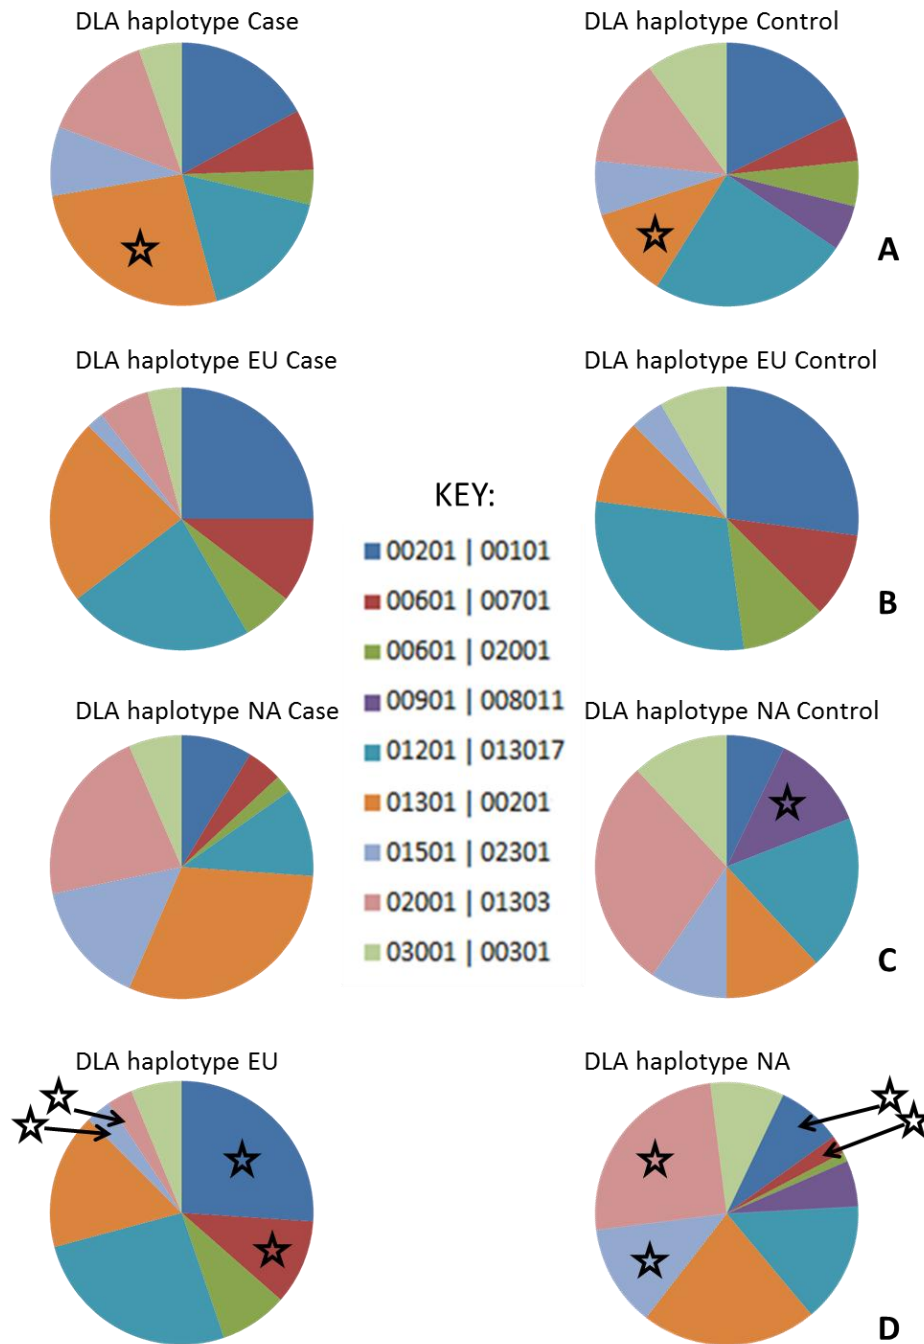 DLA haplotype Case
DLA haplotype Control
A
DLA haplotype EU Case
DLA haplotype EU Control
B
KEY:
00201 | 00101
00601 | 00701
00601 | 02001
00901 | 008011
01201 | 013017
01301 | 00201
01501 | 02301
02001 | 01303
03001 | 00301
DLA haplotype NA Case
DLA haplotype NA Control
C
DLA haplotype EU
DLA haplotype NA
D